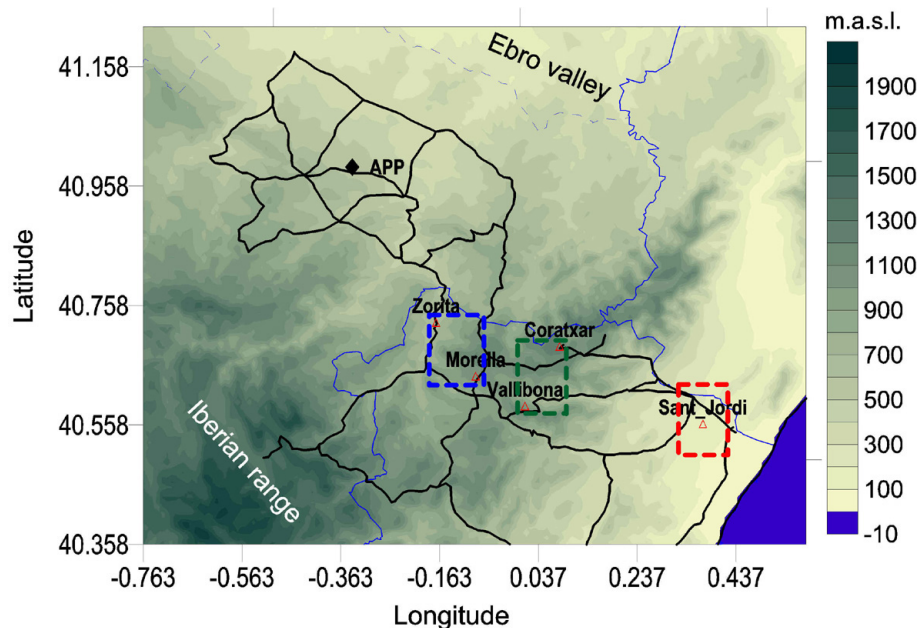 m.a.s.l.
Ebro valley
41.158
1900
1700
APP
40.958
1500
1300
Latitude
1100
Zorita
40.758
900
Coratxar
Morella
700
Vallibona
Sant_Jordi
500
40.558
Iberian range
300
100
40.358
-10
-0.763
-0.563
-0.363
-0.163
0.037
0.237
0.437
Longitude